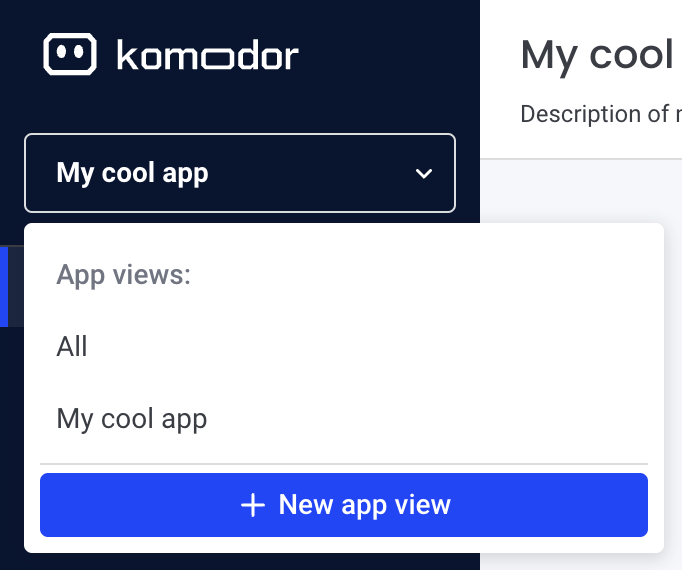 komodor
My cool app
App views:
All
My cool app
New app view
My cool
Description of